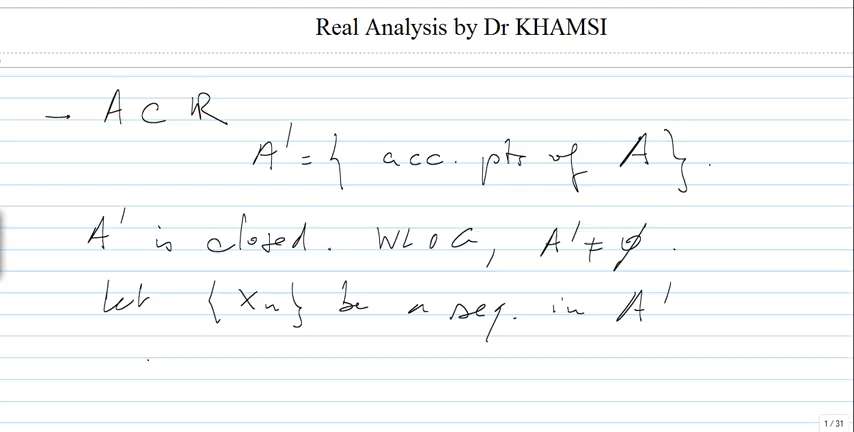 Real Analysis by Dr KHAMSI
→ A ⊂ ℝ
A' = { acc. pts of A }.
A' is closed. WLOG, A' ≠ ∅.
Let {xn} be a seq. in A'
1 / 31